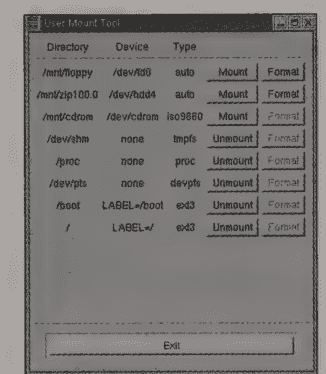 User Mount Tool
Directory Device Type
/mnt/floppy /dev/fd0 auto Mount Format
/mnt/zip100.0 /dev/hdd4 auto Mount Format
/mnt/cdrom /dev/cdrom iso9660 Mount Format
/dev/shm none tmpfs Unmount Format
/proc none proc Unmount Format
/dev/pts none devpts Unmount Format
/boot LABEL=/boot ext3 Unmount Format
/ LABEL=/ ext3 Unmount Format
Exit